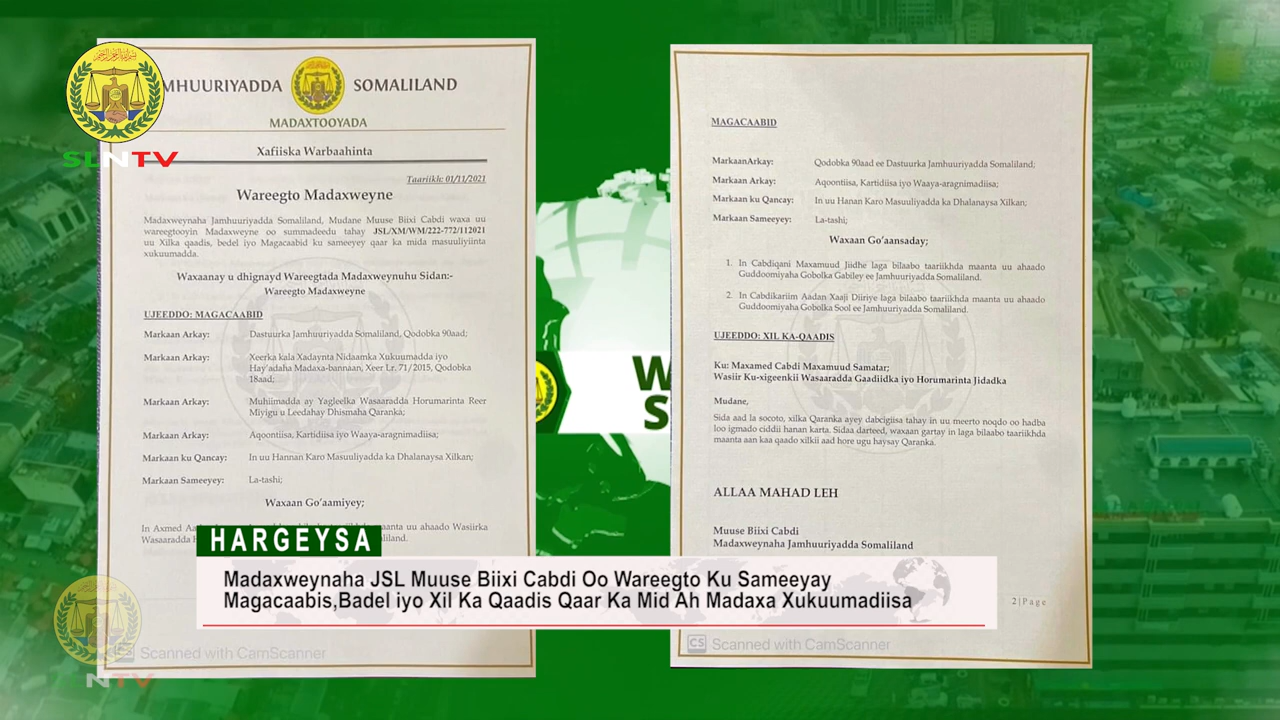 SLNTV
MHUURIYADDA SOMALILAND
MADAXTOOYADA
Xafiiska Warbaahinta
Taariikh: 01/11/2021
Wareegto Madaxweyne
Madaxweynaha Jamhuuriyadda Somaliland, Mudane Muuse Biixi Cabdi waxa uu
wareegtooyin Madaxweyne oo summadeedu tahay JSL/XM/WM/222-772/112021
uu Xilka qaadis, bedel iyo Magacaabid ku sameeyey qaar ka mida masuuliyiinta
xukuumadda.
Waxaanay u dhignayd Wareegtada Madaxweynuhu Sidan:-
Wareegto Madaxweyne
UJEEDDO: MAGACAABID
Markaan Arkay: Dastuurka Jamhuuriyadda Somaliland, Qodobka 90aad;
Markaan Arkay: Xeerka kala Xadaynta Nidaamka Xukuumadda iyo
Hay'adaha Madaxa-bannaan, Xeer Lr. 71/2015, Qodobka
18aad;
Markaan Arkay: Muhiimadda ay Yagleelka Wasaaradda Horumarinta Reer
Miyigu u Leedahay Dhismaha Qaranka;
Markaan Arkay: Aqoontiisa, Kartidiisa iyo Waaya-aragnimadiisa;
Markaan ku Qancay: In uu Hannan Karo Masuuliyadda ka Dhalanaysa Xilkan;
Markaan Sameeyey: La-tashi;
Waxaan Go'aamiyey;
In Axmed maanta uu ahaado Wasiirka
Wasaaradda
Scanned with CamScanner
MAGACAABID
MarkaanArkay: Qodobka 90aad ee Dastuurka Jamhuuriyadda Somaliland;
Markaan Arkay: Aqoontiisa, Kartidiisa iyo Waaya-aragnimadiisa;
Markaan ku Qancay: In uu Hanan Karo Masuuliyadda ka Dhalanaysa Xilkan;
Markaan Sameeyey: La-tashi;
Waxaan Go'aansaday;
1. In Cabdiqani Maxamuud Jiidhe laga bilaabo taariikhda maanta uu ahaado
Guddoomiyaha Gobolka Gabiley ee Jamhuuriyadda Somaliland.
2. In Cabdikariim Aadan Xaaji Diiriye laga bilaabo taariikhda maanta uu ahaado
Guddoomiyaha Gobolka Sool ee Jamhuuriyadda Somaliland.
UJEEDDO: XIL KA-QAADIS
Ku: Maxamed Cabdi Maxamuud Samatar;
Wasiir Ku-xigeenkii Wasaaradda Gaadiidka iyo Horumarinta Jidadka
Mudane,
Sida aad la socoto, xilka Qaranka ayey dabcigiisa tahay in uu meerto noqdo oo hadba
loo igmado ciddii hanan karta. Sidaa darteed, waxaan gartay in laga bilaabo taariikhda
maanta aan kaa qaado xilkii aad hore ugu haysay Qaranka.
ALLAA MAHAD LEH
Muuse Biixi Cabdi
Madaxweynaha Jamhuuriyadda Somaliland
2|Page
CS Scanned with CamScanner
W
S
HARGEYSA
Madaxweynaha JSL Muuse Biixi Cabdi Oo Wareegto Ku Sameeyay
Magacaabis,Badel iyo Xil Ka Qaadis Qaar Ka Mid Ah Madaxa Xukuumadiisa
NTV